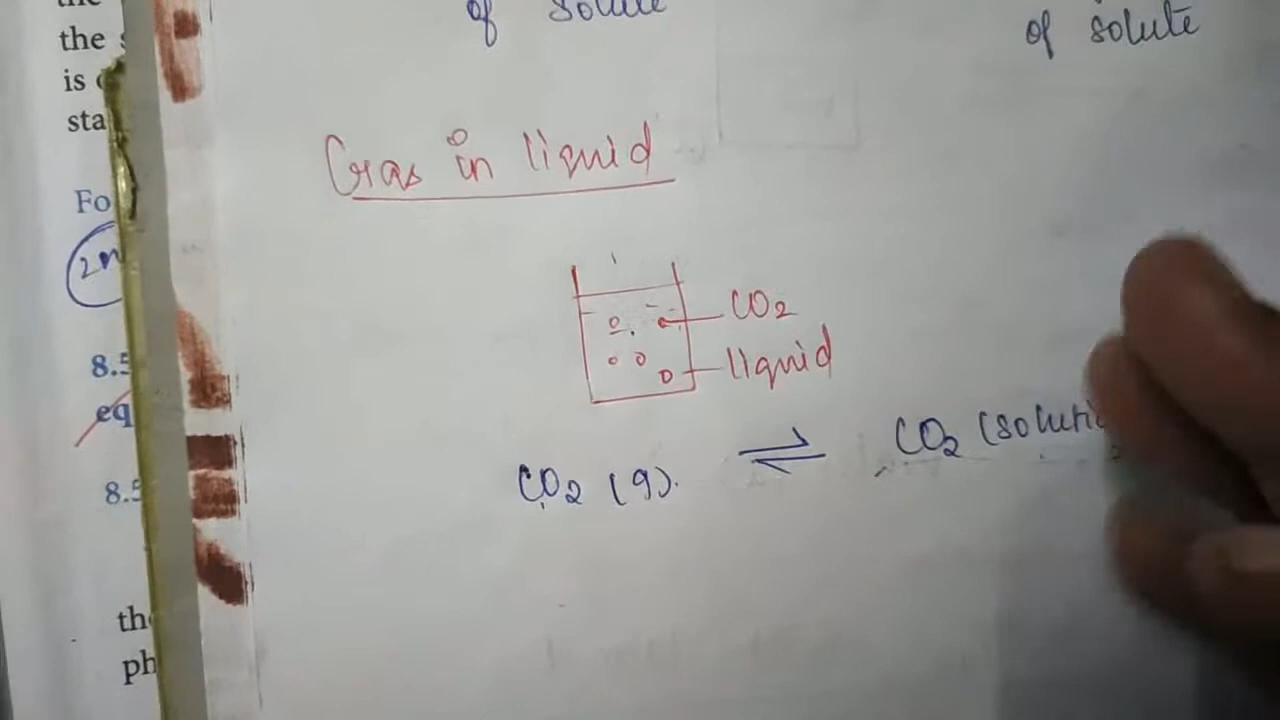 the
is
sta
Fo
2m
8.5
eq
8.5
th
ph
of solute
of solute
Gas in liquid
CO2
liquid
CO2 (g).
⇌
CO2 (soluti